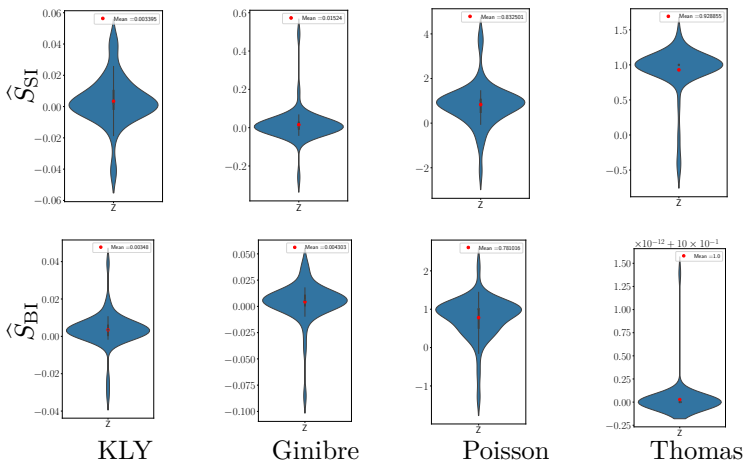 Mean =0.003395
0.06
0.04
0.02
0.00
−0.02
−0.04
−0.06
Z
Ŝ_SI
Mean =0.01524
0.6
0.4
0.2
0.0
−0.2
Z
Mean =0.832501
4
2
0
−2
Z
Mean =0.928855
1.5
1.0
0.5
0.0
−0.5
Z
Mean =0.00348
0.04
0.02
0.00
−0.02
−0.04
Z
Ŝ_BI
Mean =0.004303
0.050
0.025
0.000
−0.025
−0.050
−0.075
−0.100
Z
Mean =0.781016
2
1
0
−1
Z
×10⁻¹² + 10 × 10⁻¹
Mean =1.0
1.50
1.25
1.00
0.75
0.50
0.25
0.00
−0.25
Z
KLY Ginibre Poisson Thomas